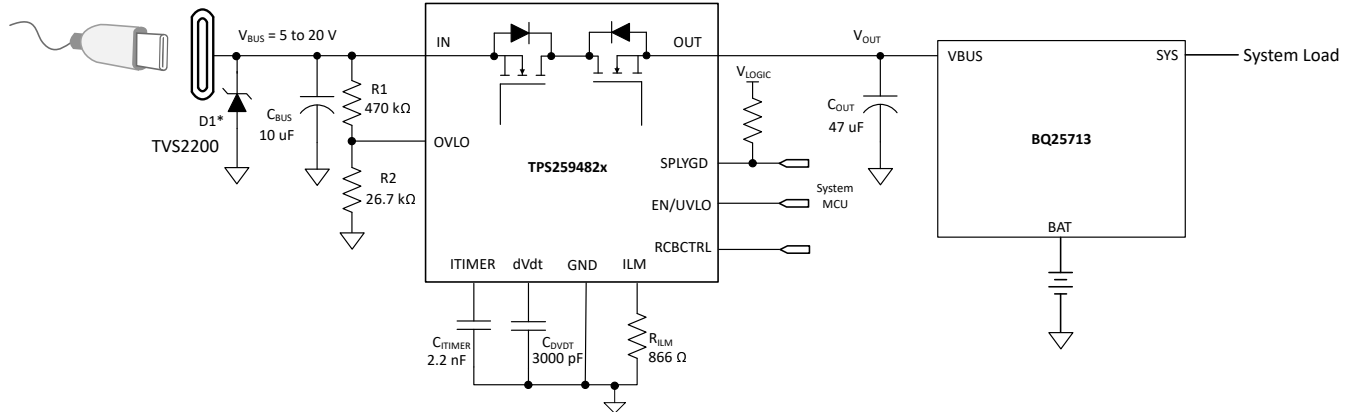 V_BUS = 5 to 20 V
D1*
TVS2200
C_BUS
10 uF
R1
470 kΩ
R2
26.7 kΩ
IN
OUT
OVLO
TPS259482x
SPLYGD
EN/UVLO
RCBCTRL
ITIMER
dVdt
GND
ILM
C_ITIMER
2.2 nF
C_DVDT
3000 pF
R_ILM
866 Ω
V_LOGIC
System
MCU
V_OUT
C_OUT
47 uF
VBUS
SYS
BQ25713
BAT
System Load